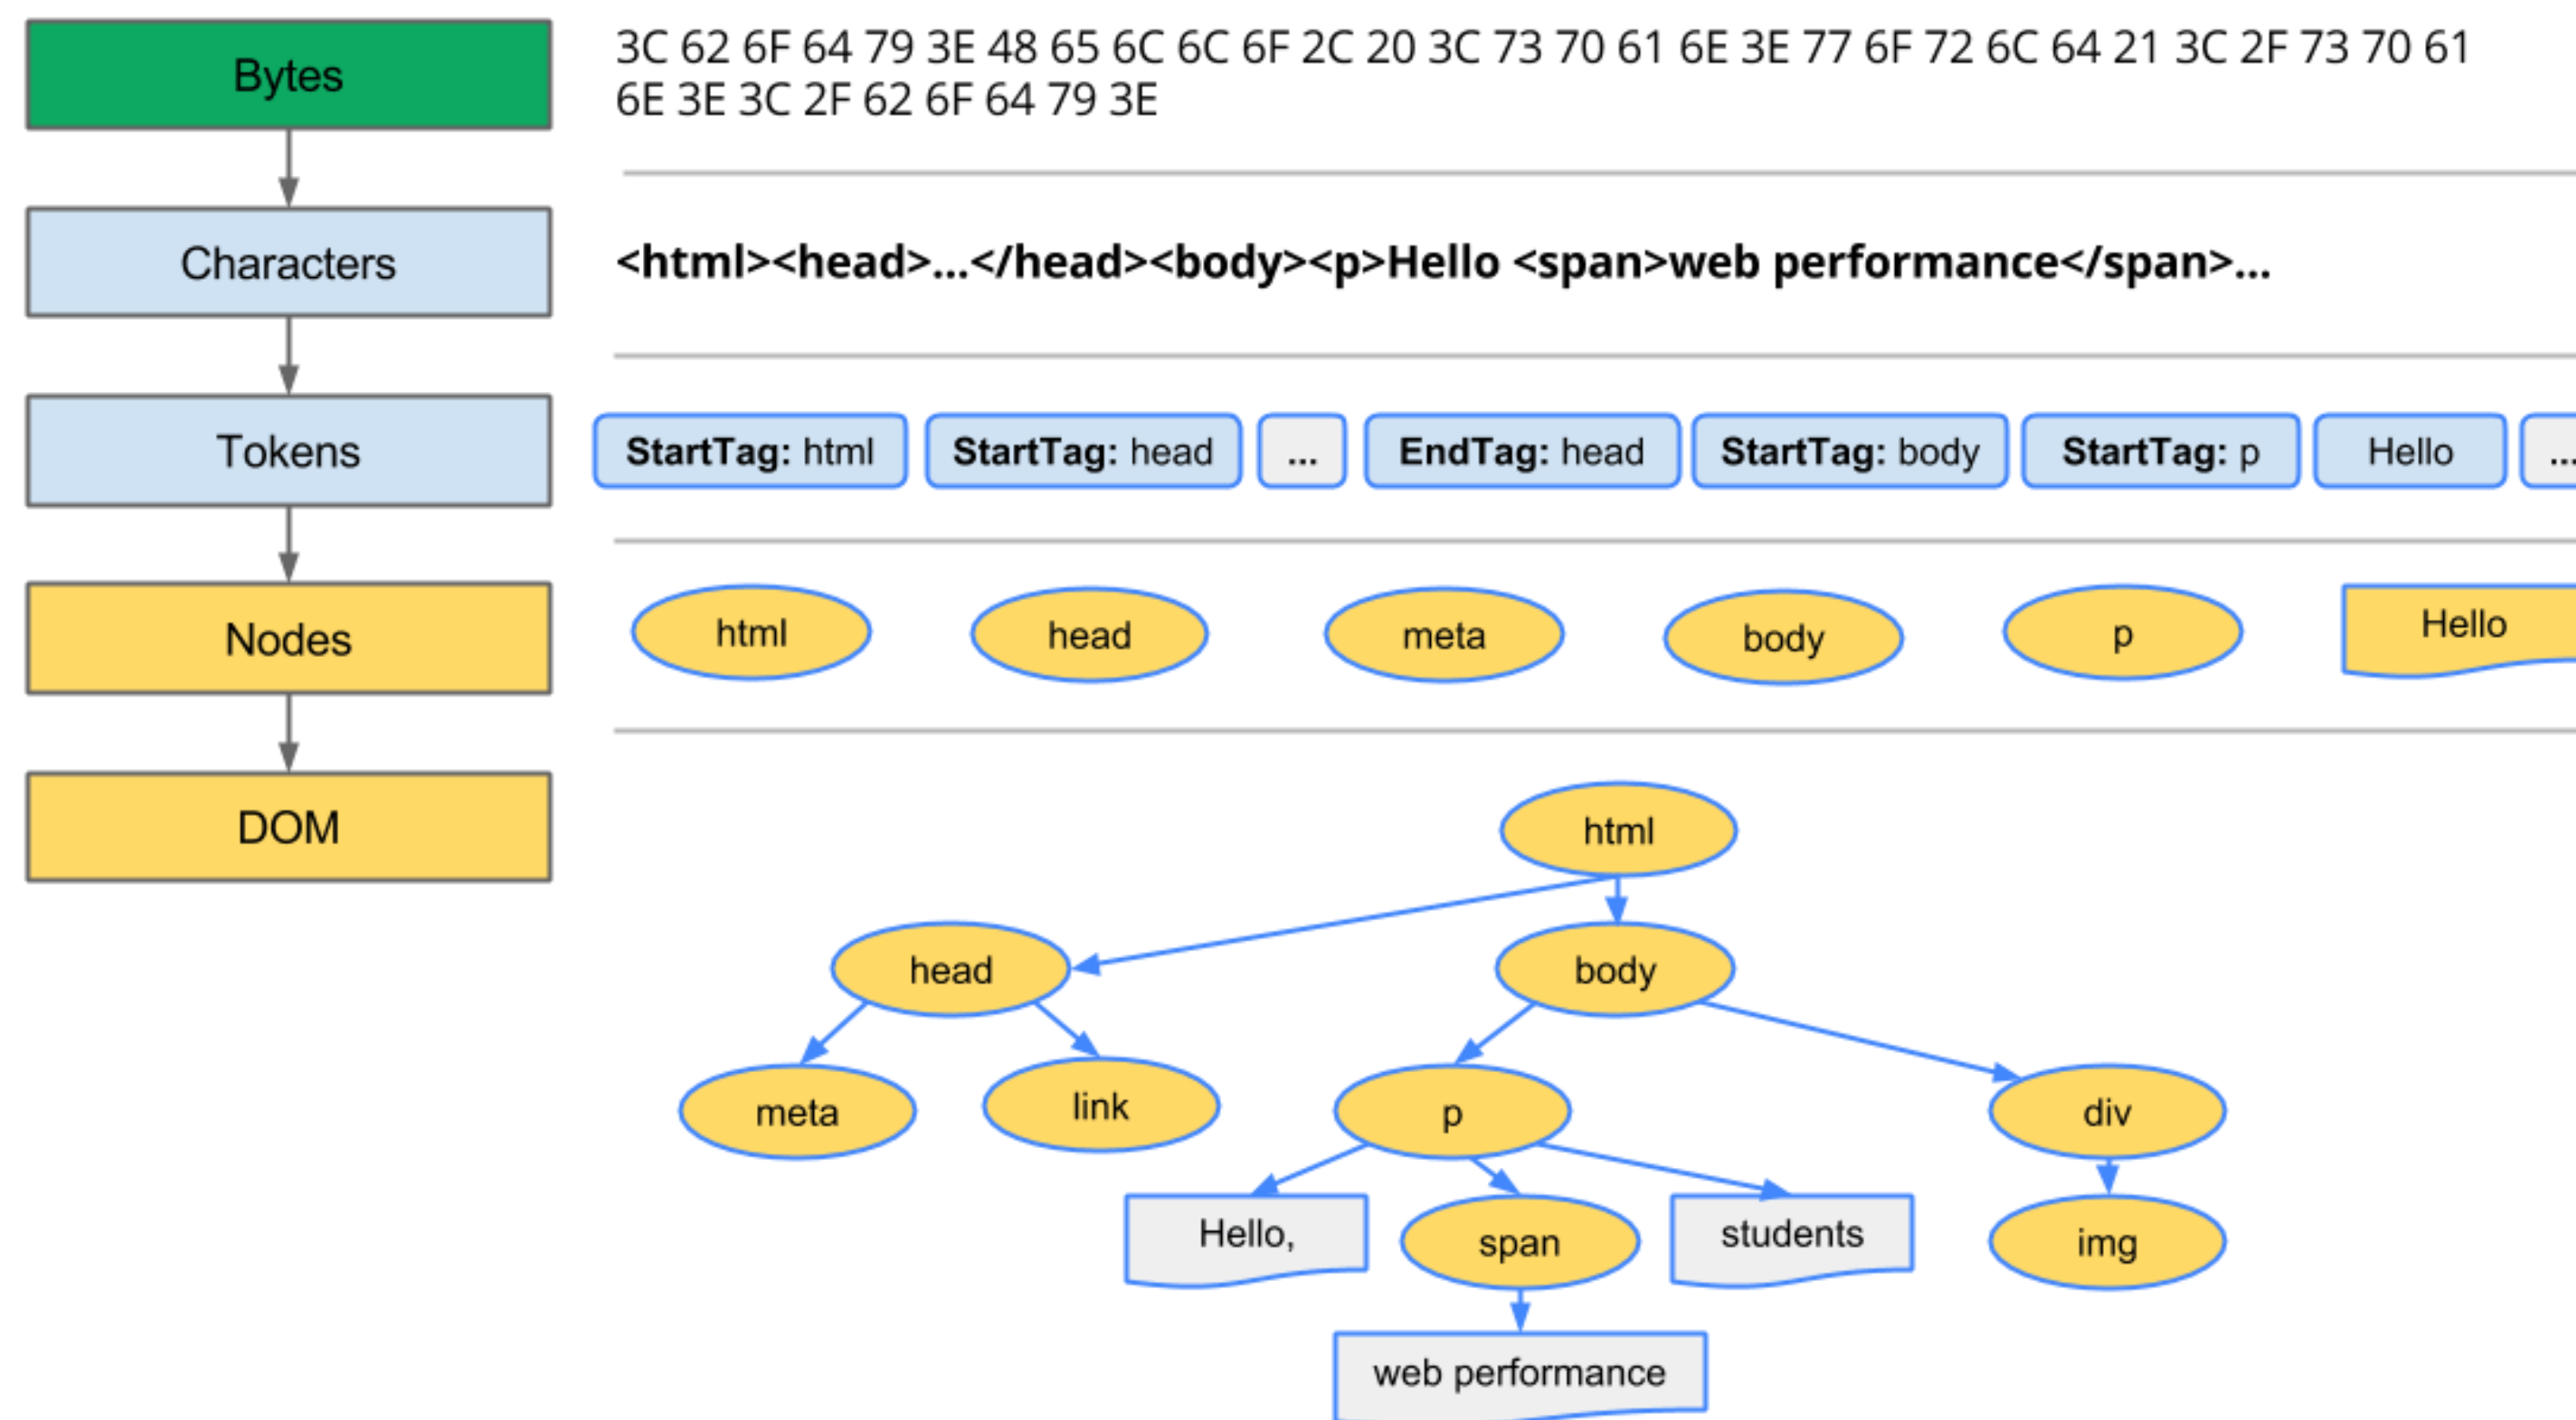 Bytes
3C 62 6F 64 79 3E 48 65 6C 6C 6F 2C 20 3C 73 70 61 6E 3E 77 6F 72 6C 64 21 3C 2F 73 70 61
6E 3E 3C 2F 62 6F 64 79 3E
Characters
<html><head>...</head><body><p>Hello <span>web performance</span>...
Tokens
StartTag: html StartTag: head ... EndTag: head StartTag: body StartTag: p Hello ...
Nodes
html head meta body p Hello
DOM
html
head body
meta link p div
Hello, span students img
web performance